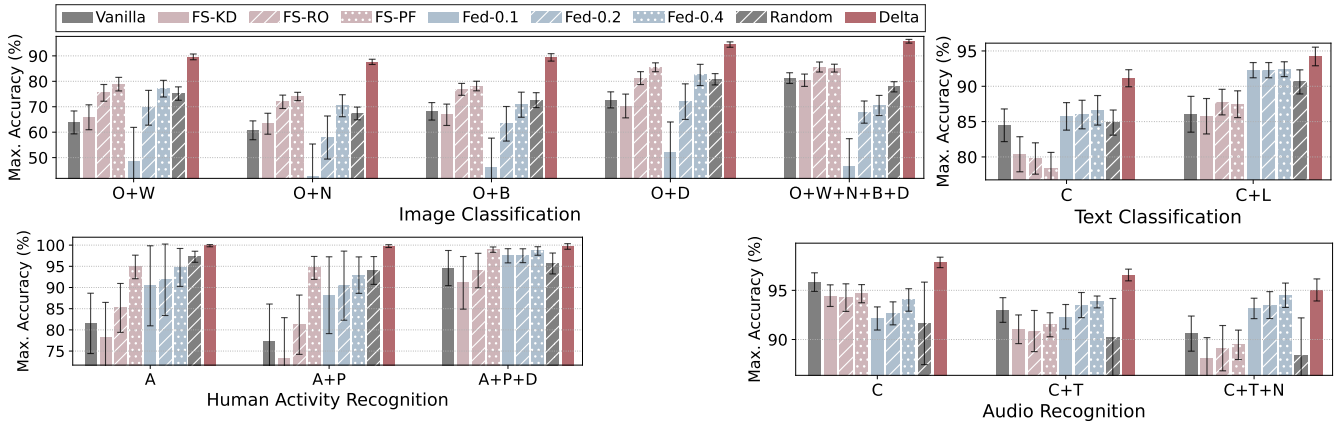 Vanilla FS-KD FS-RO FS-PF Fed-0.1 Fed-0.2 Fed-0.4 Random Delta
Max. Accuracy (%)
90
80
70
60
50
O+W O+N O+B O+D O+W+N+B+D
Image Classification
Max. Accuracy (%)
95
90
85
80
C C+L
Text Classification
Max. Accuracy (%)
100
95
90
85
80
75
A A+P A+P+D
Human Activity Recognition
Max. Accuracy (%)
95
90
C C+T C+T+N
Audio Recognition